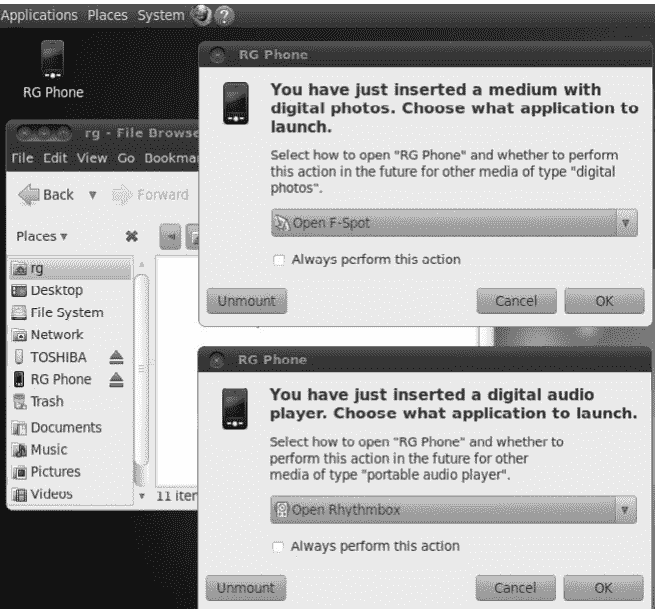 Applications Places System
RG Phone
rg - File Browse
File Edit View Go Bookma
Back Forward
Places
rg
Desktop
File System
Network
TOSHIBA
RG Phone
Trash
Documents
Music
Pictures
Videos
11 iter
RG Phone
You have just inserted a medium with
digital photos. Choose what application to
launch.
Select how to open "RG Phone" and whether to perform
this action in the future for other media of type "digital
photos".
Open F-Spot
Always perform this action
Unmount Cancel OK
RG Phone
You have just inserted a digital audio
player. Choose what application to launch.
Select how to open "RG Phone" and whether to
perform this action in the future for other
media of type "portable audio player".
Open Rhythmbox
Always perform this action
Unmount Cancel OK